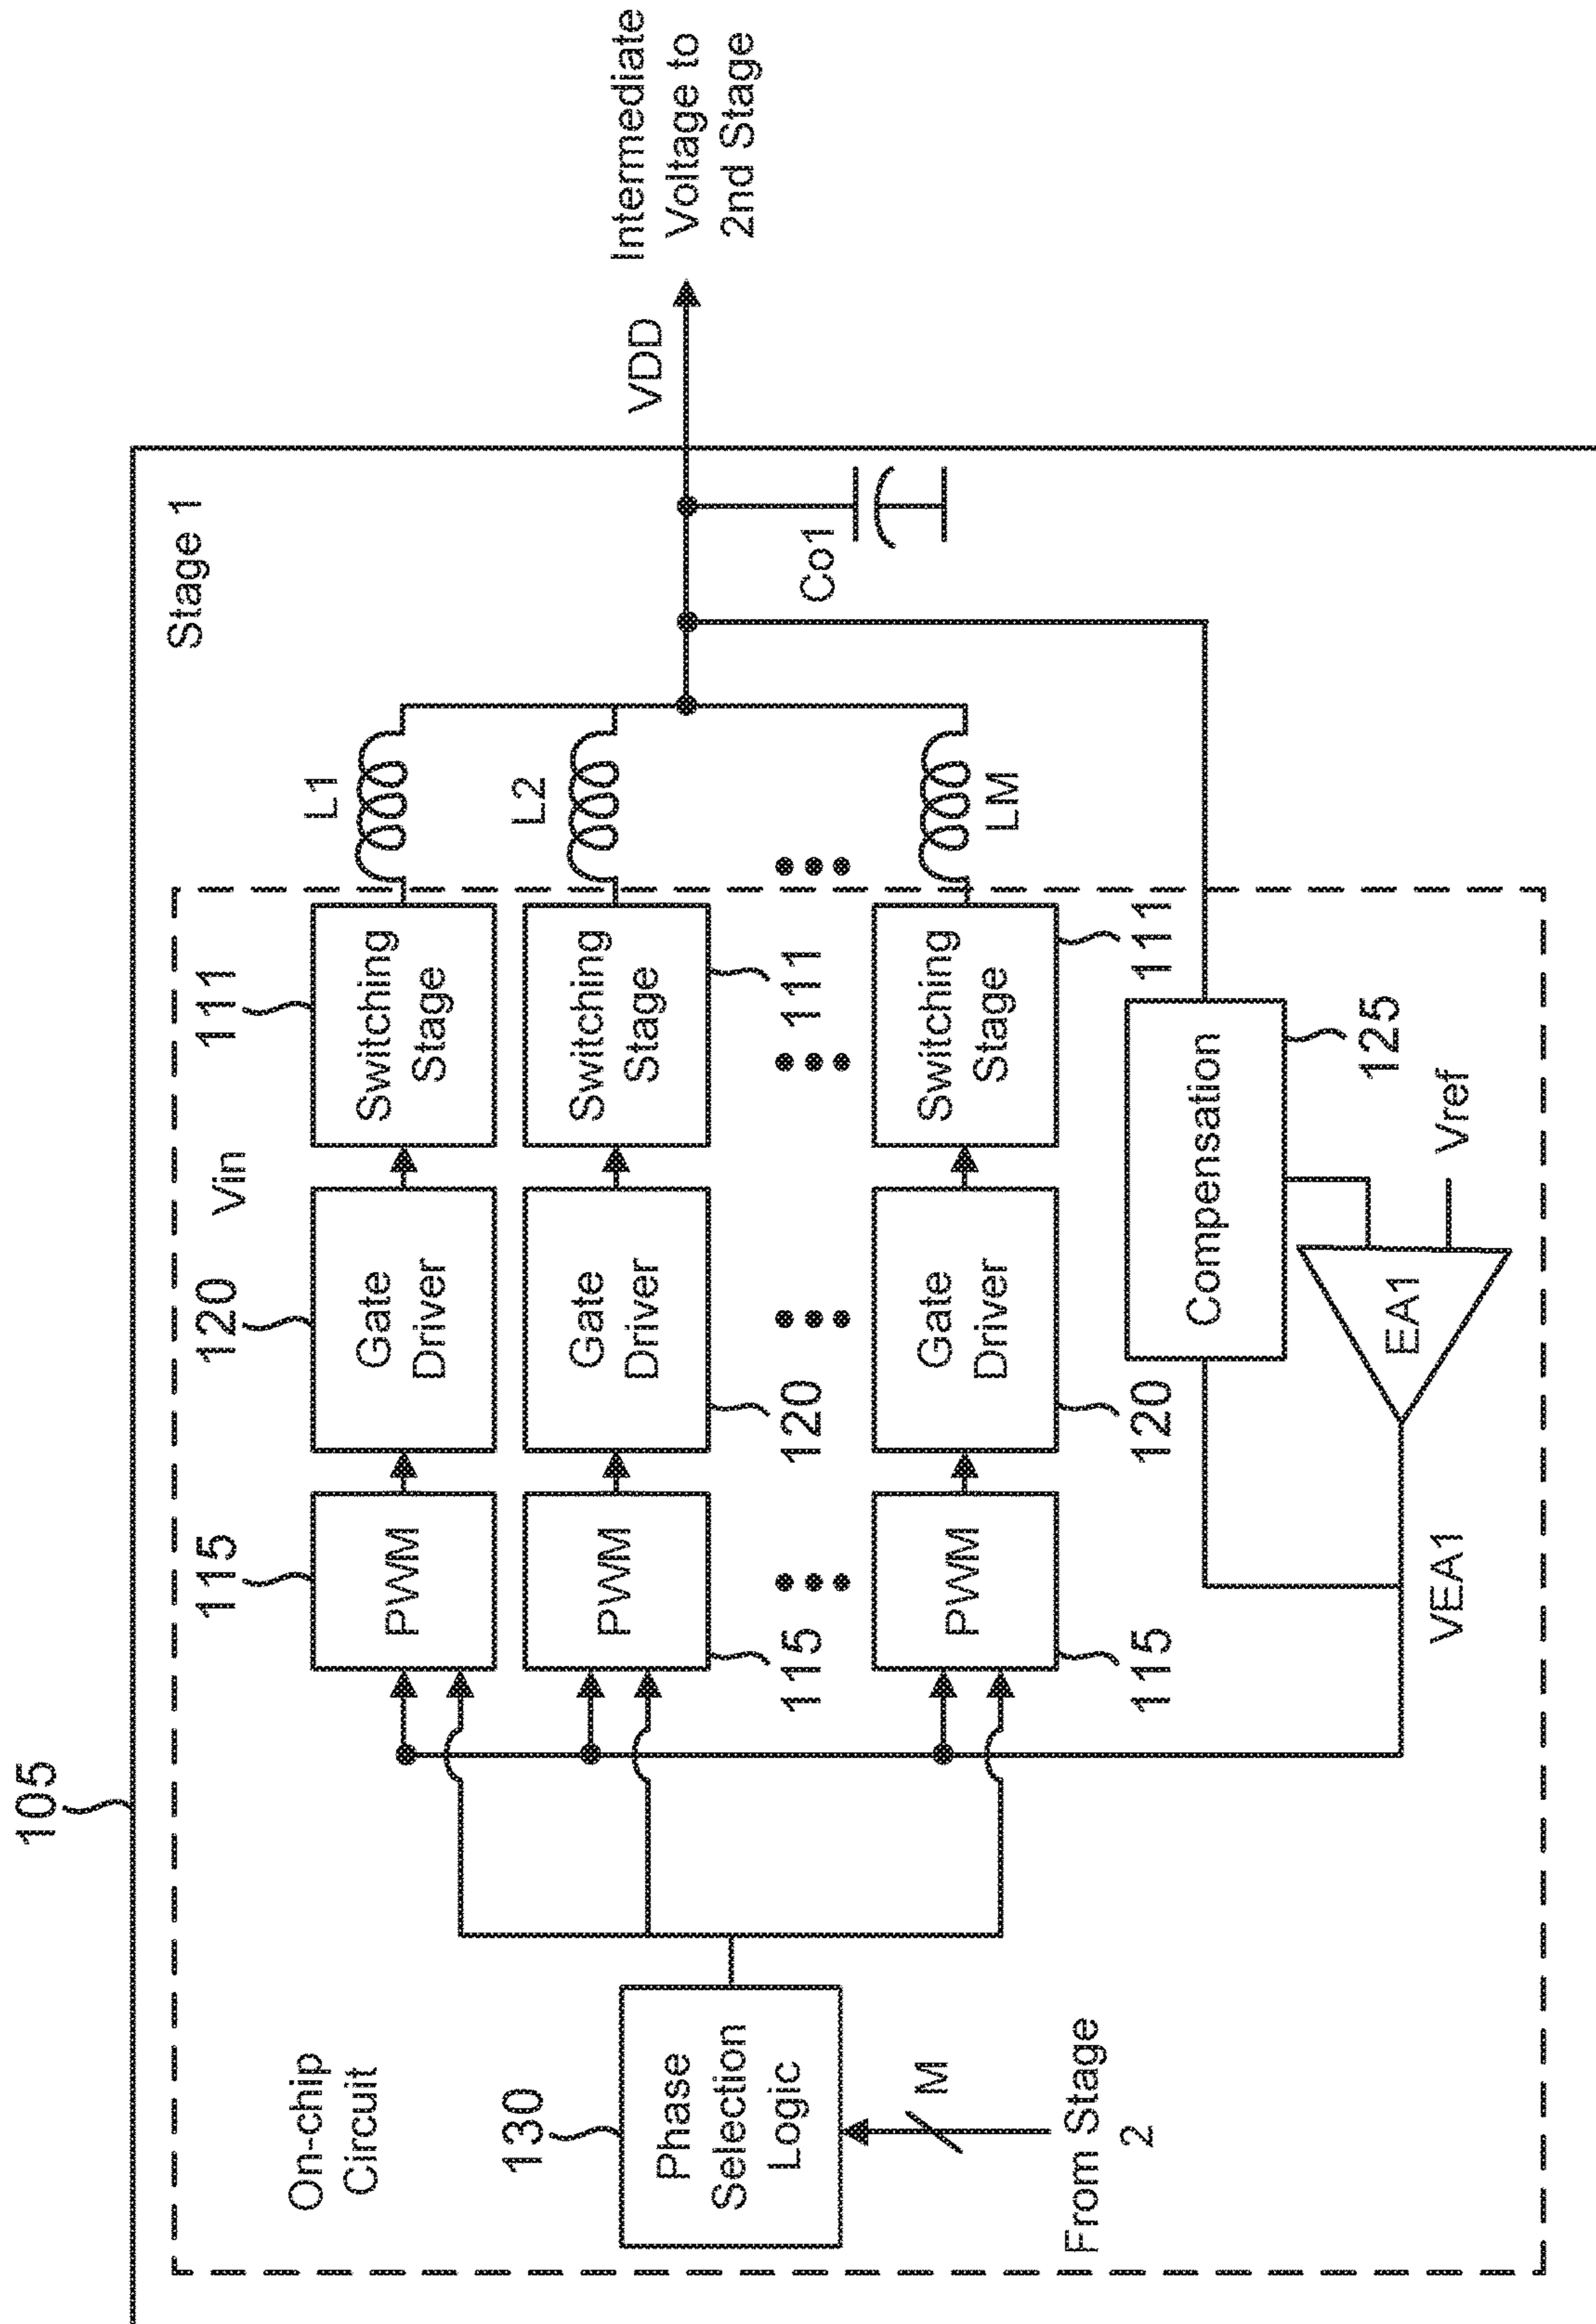 105
Stage 1
On-chip
Circuit
115
120
Vin
111
L1
PWM
Gate
Driver
Switching
Stage
L2
PWM
Gate
Driver
Switching
Stage
115
120
111
130
Phase
Selection
Logic
M
From Stage
2
PWM
Gate
Driver
Switching
Stage
LM
115
120
111
Compensation
125
EA1
Vref
VEA1
Co1
VDD
Intermediate
Voltage to
2nd Stage